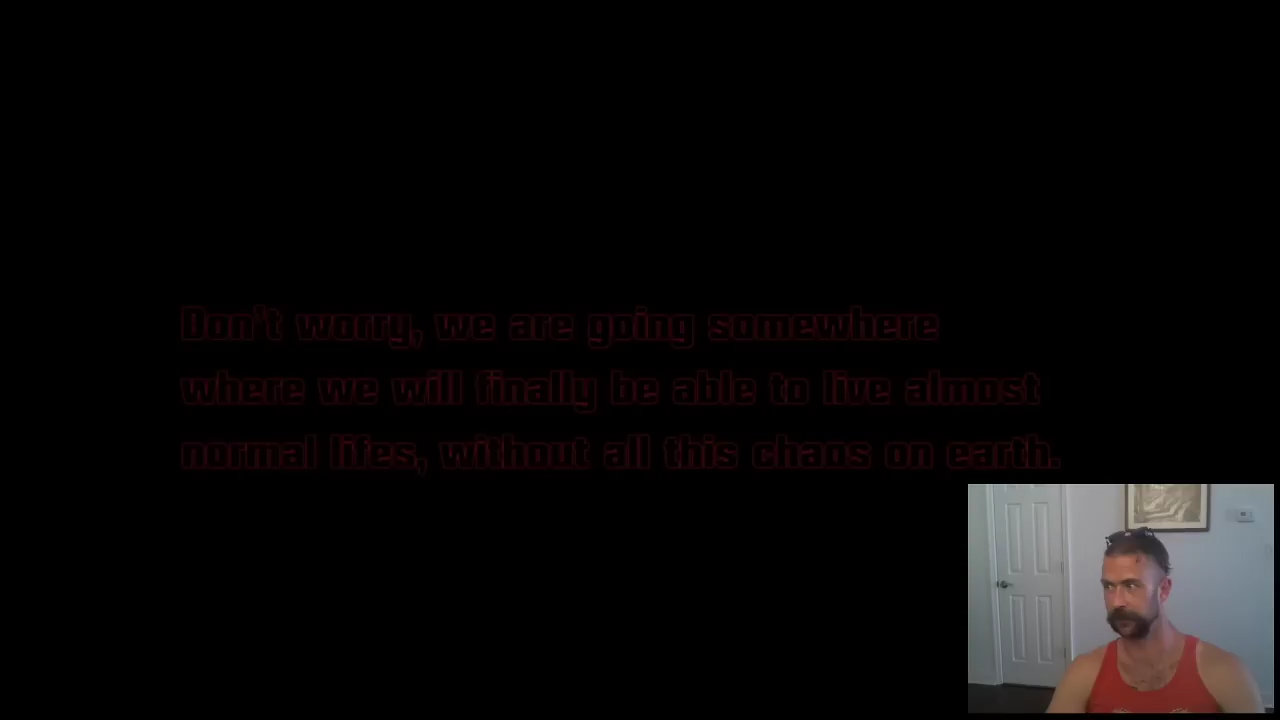 Don't worry, we are going somewhere
where we will finally be able to live almost
normal lifes, without all this chaos on earth.